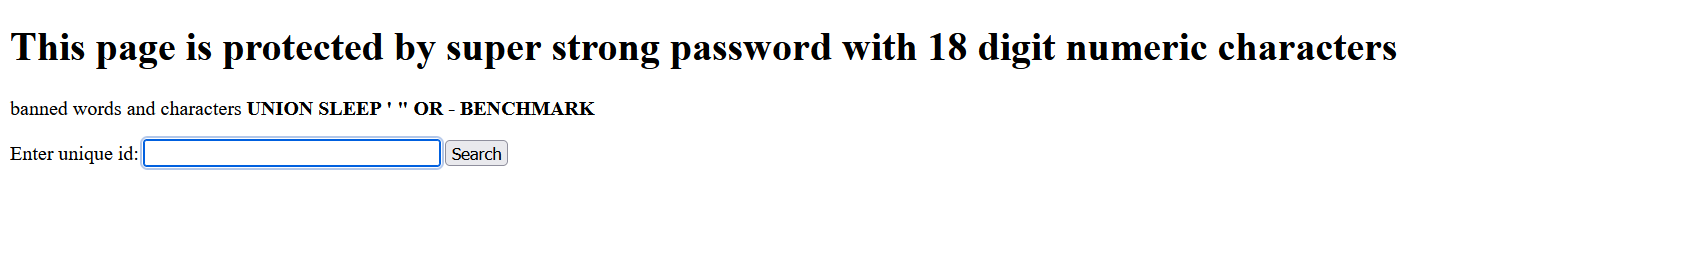 This page is protected by super strong password with 18 digit numeric characters
banned words and characters UNION SLEEP ' " OR - BENCHMARK
Enter unique id: Search